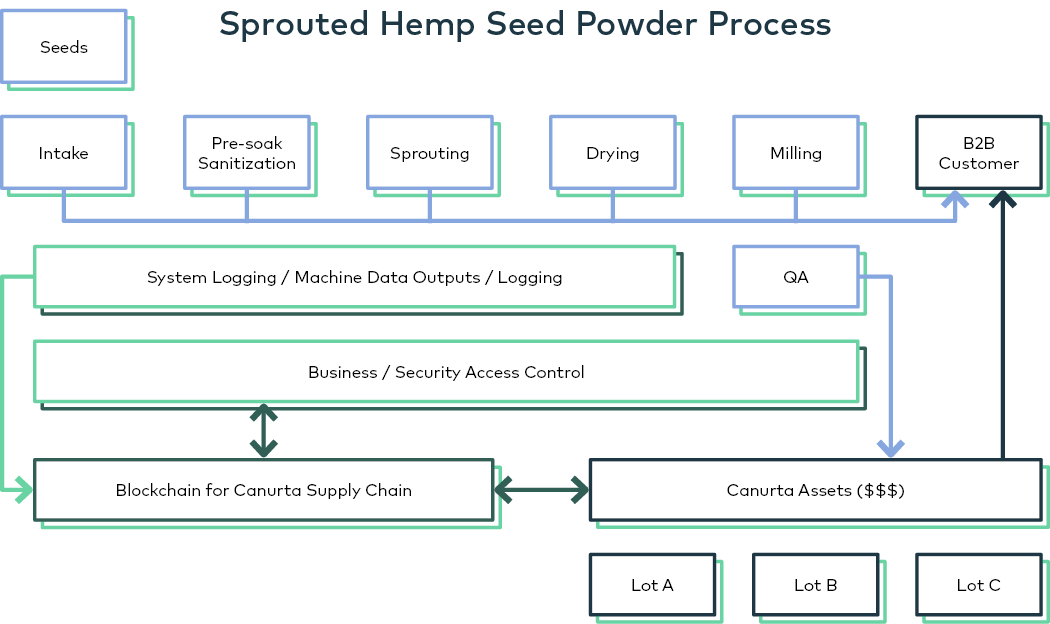 Sprouted Hemp Seed Powder Process
Seeds
Intake
Pre-soak
Sanitization
Sprouting
Drying
Milling
B2B
Customer
System Logging / Machine Data Outputs / Logging
QA
Business / Security Access Control
Blockchain for Canurta Supply Chain
Canurta Assets ($$$)
Lot A
Lot B
Lot C